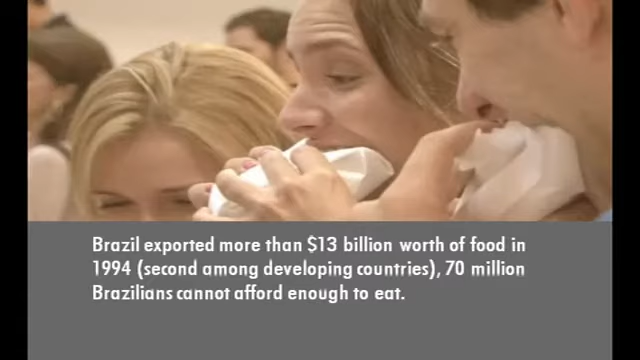 Brazil exported more than $13 billion worth of food in
1994 (second among developing countries), 70 million
Brazilians cannot afford enough to eat.